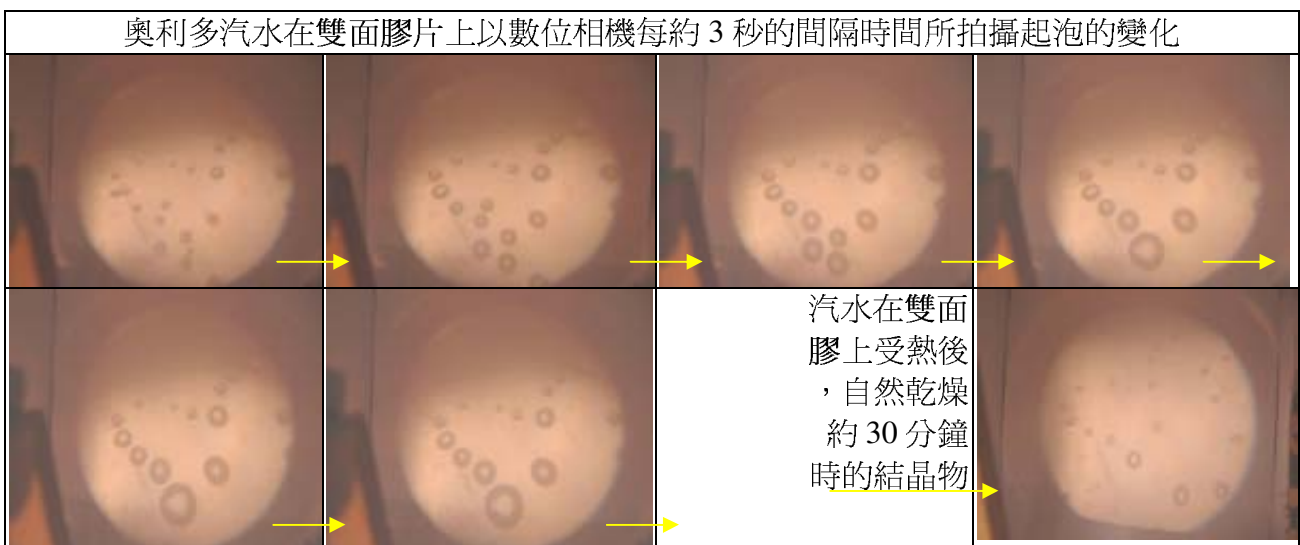 奧利多汽水在雙面膠片上以數位相機每約 3 秒的間隔時間所拍攝起泡的變化
汽水在雙面
膠上受熱後
，自然乾燥
約 30 分鐘
時的結晶物